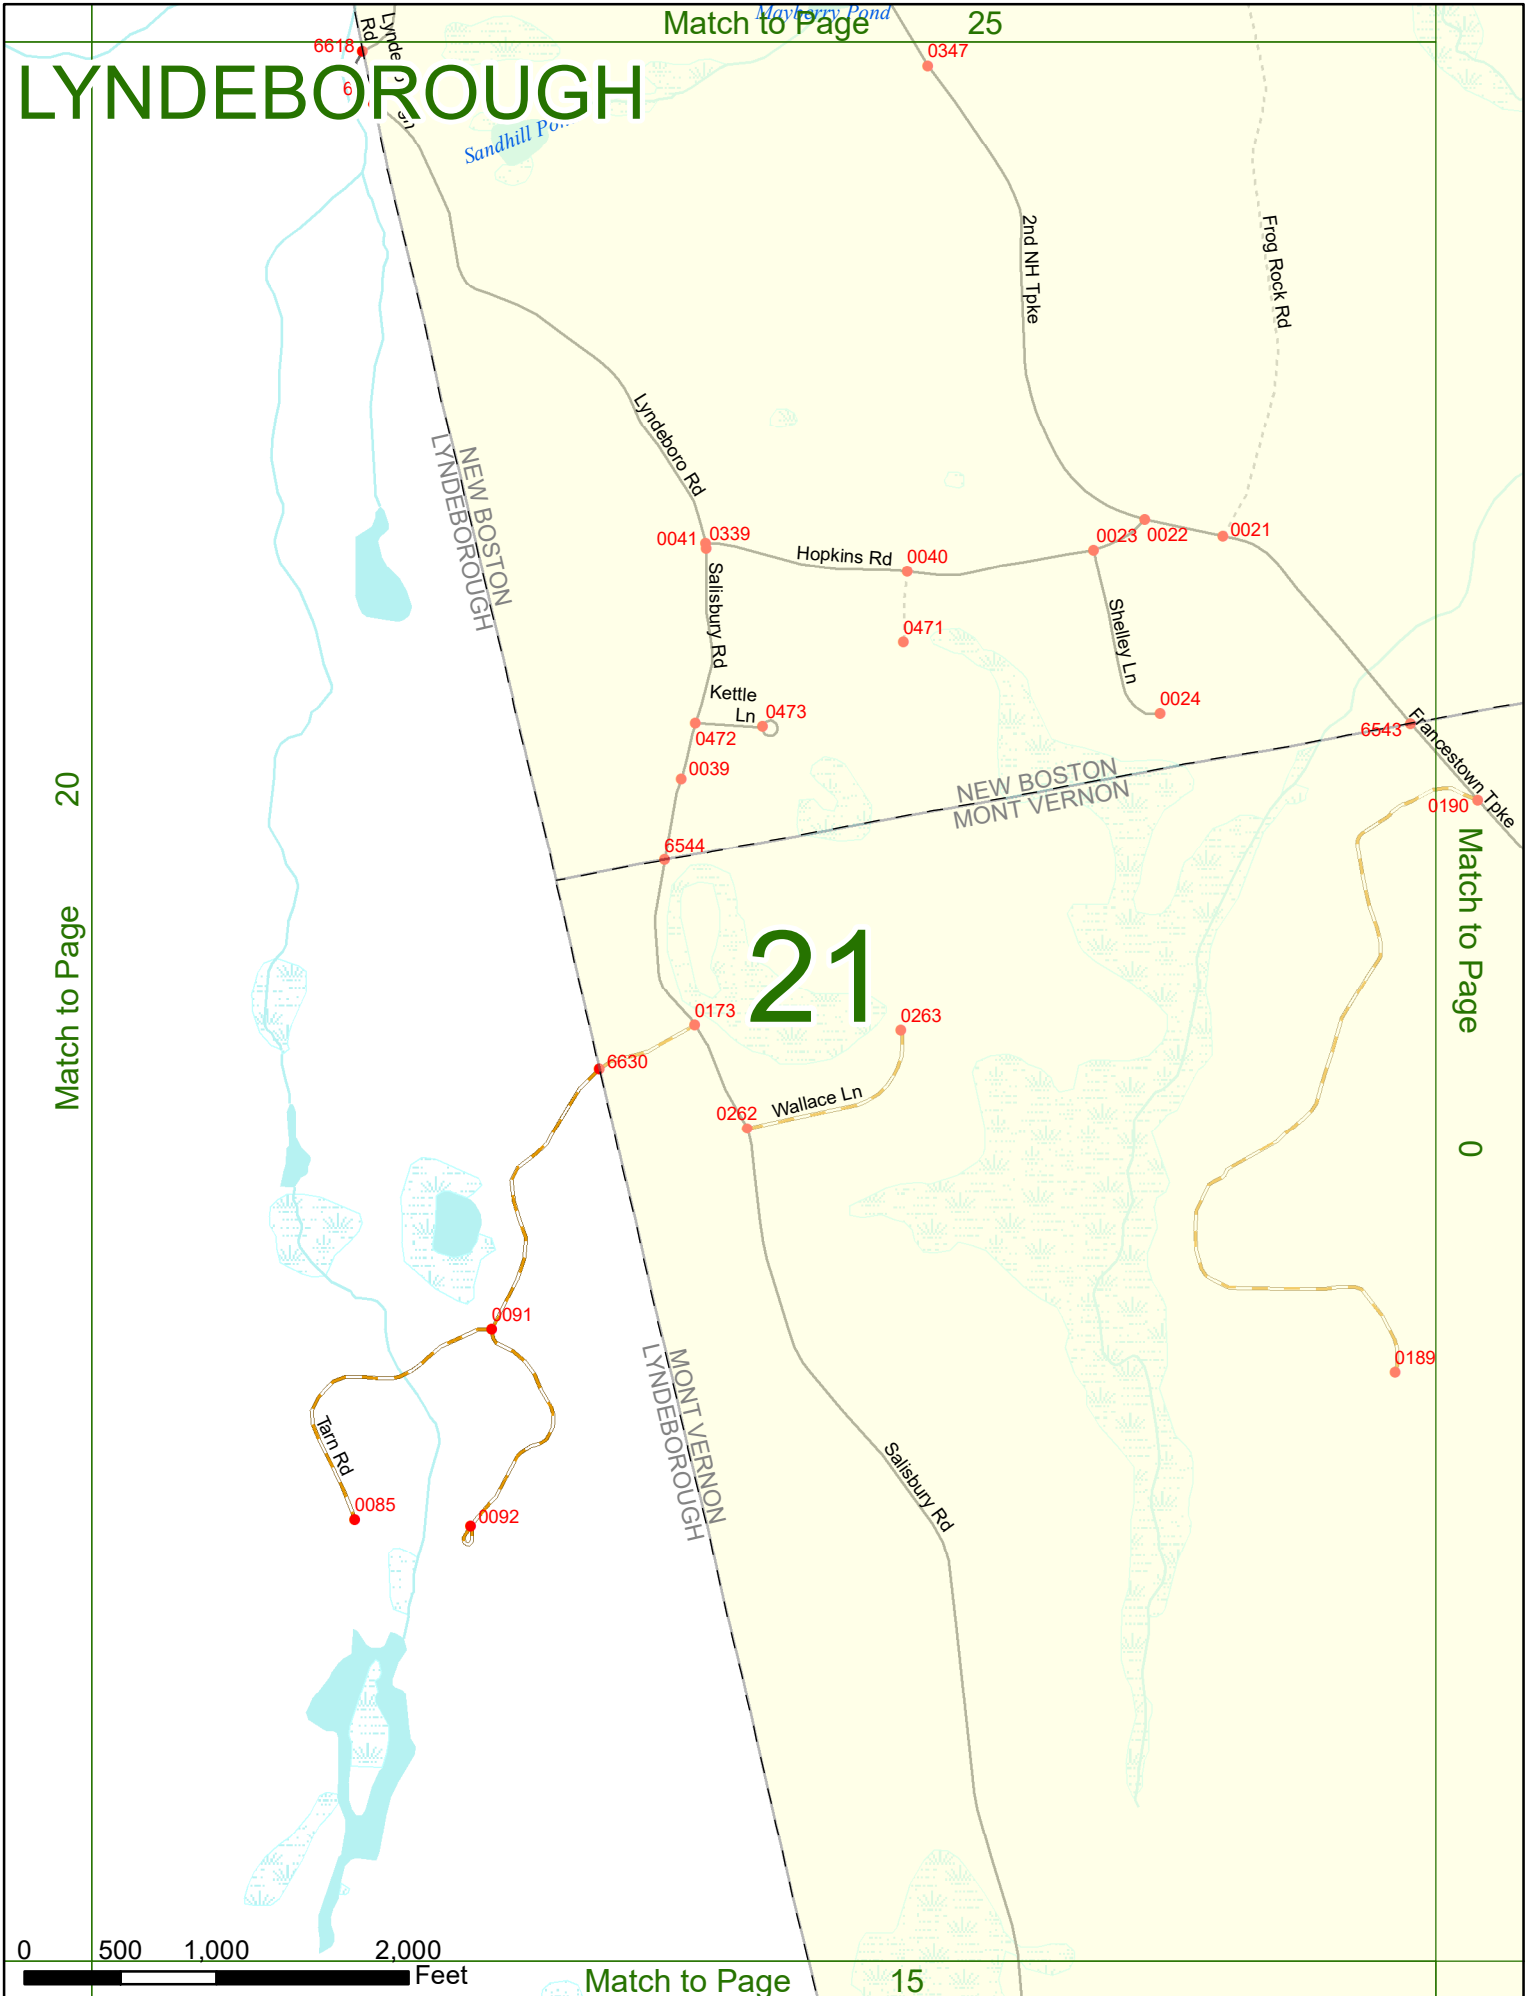 Mayberry Pond
Match to Page 25
Rd
6618
0347
LYNDEBOROUGH
6
Sandhill
2nd NH Tpke
Frog Rock Rd
Lyndeboro Rd
NEW BOSTON
LYNDEBOROUGH
0041
0339
Hopkins Rd
0040
0023
0022
0021
Salisbury Rd
Shelley Ln
0471
Kettle
Ln
0473
0472
0024
0039
6543
Francestown Tpke
NEW BOSTON
MONT VERNON
0190
6544
20
Match to Page
21
Match to Page
0
0173
0263
6630
Wallace Ln
0262
0091
0189
MONT VERNON
LYNDEBOROUGH
Tarn Rd
0085
0092
Salisbury Rd
0 500 1,000 2,000
Feet
Match to Page 15